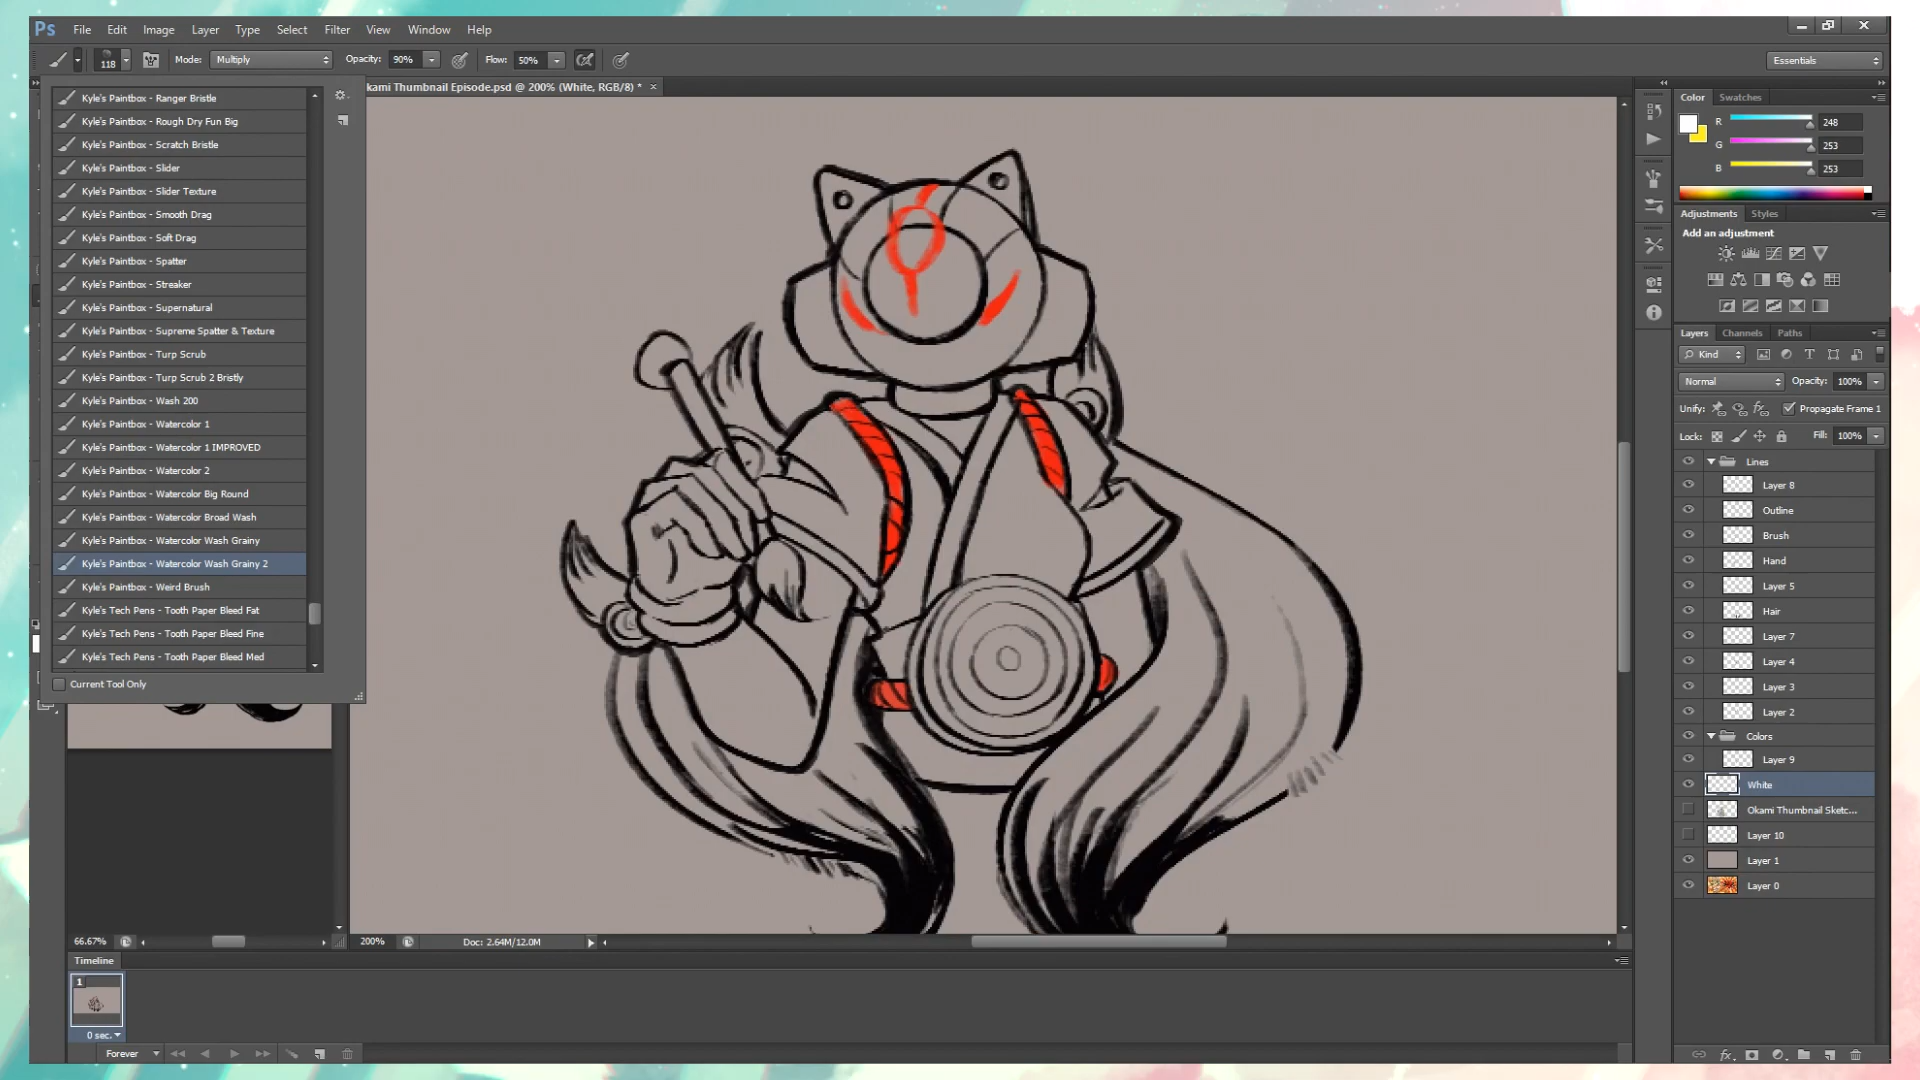 Ps File Edit Image Layer Type Select Filter View Window Help
118 Mode: Multiply Opacity: 90% Flow: 50% Essentials
Okami Thumbnail Episode.psd @ 200% (White, RGB/8) *
Kyle's Paintbox - Ranger Bristle
Kyle's Paintbox - Rough Dry Fun Big
Kyle's Paintbox - Scratch Bristle
Kyle's Paintbox - Slider
Kyle's Paintbox - Slider Texture
Kyle's Paintbox - Smooth Drag
Kyle's Paintbox - Soft Drag
Kyle's Paintbox - Spatter
Kyle's Paintbox - Streaker
Kyle's Paintbox - Supernatural
Kyle's Paintbox - Supreme Spatter & Texture
Kyle's Paintbox - Turp Scrub
Kyle's Paintbox - Turp Scrub 2 Bristly
Kyle's Paintbox - Wash 200
Kyle's Paintbox - Watercolor 1
Kyle's Paintbox - Watercolor 1 IMPROVED
Kyle's Paintbox - Watercolor 2
Kyle's Paintbox - Watercolor Big Round
Kyle's Paintbox - Watercolor Broad Wash
Kyle's Paintbox - Watercolor Wash Grainy
Kyle's Paintbox - Watercolor Wash Grainy 2
Kyle's Paintbox - Weird Brush
Kyle's Tech Pens - Tooth Paper Bleed Fat
Kyle's Tech Pens - Tooth Paper Bleed Fine
Kyle's Tech Pens - Tooth Paper Bleed Med
Current Tool Only
Color Swatches
R 248
G 253
B 253
Adjustments Styles
Add an adjustment
Layers Channels Paths
Kind
Normal Opacity: 100%
Unify: Propagate Frame 1
Lock: Fill: 100%
Lines
Layer 8
Outline
Brush
Hand
Layer 5
Hair
Layer 7
Layer 4
Layer 3
Layer 2
Colors
Layer 9
White
Okami Thumbnail Sketc...
Layer 10
Layer 1
Layer 0
66.67% 200% Doc: 2.64M/12.0M
Timeline
1
0 sec.
Forever
fx